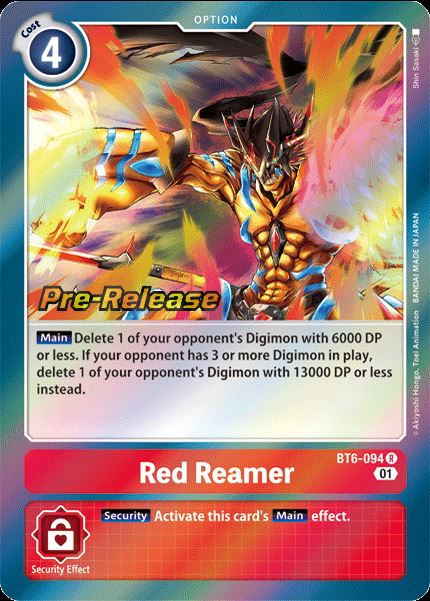 OPTION
Cost
4
Shin Sasaki
Pre-Release
Main Delete 1 of your opponent's Digimon with 6000 DP
or less. If your opponent has 3 or more Digimon in play,
delete 1 of your opponent's Digimon with 13000 DP or less
instead.
© Akiyoshi Hongo, Toei Animation BANDAI MADE IN JAPAN
BT6-094 R
Red Reamer
01
Security Activate this card's Main effect.
Security Effect